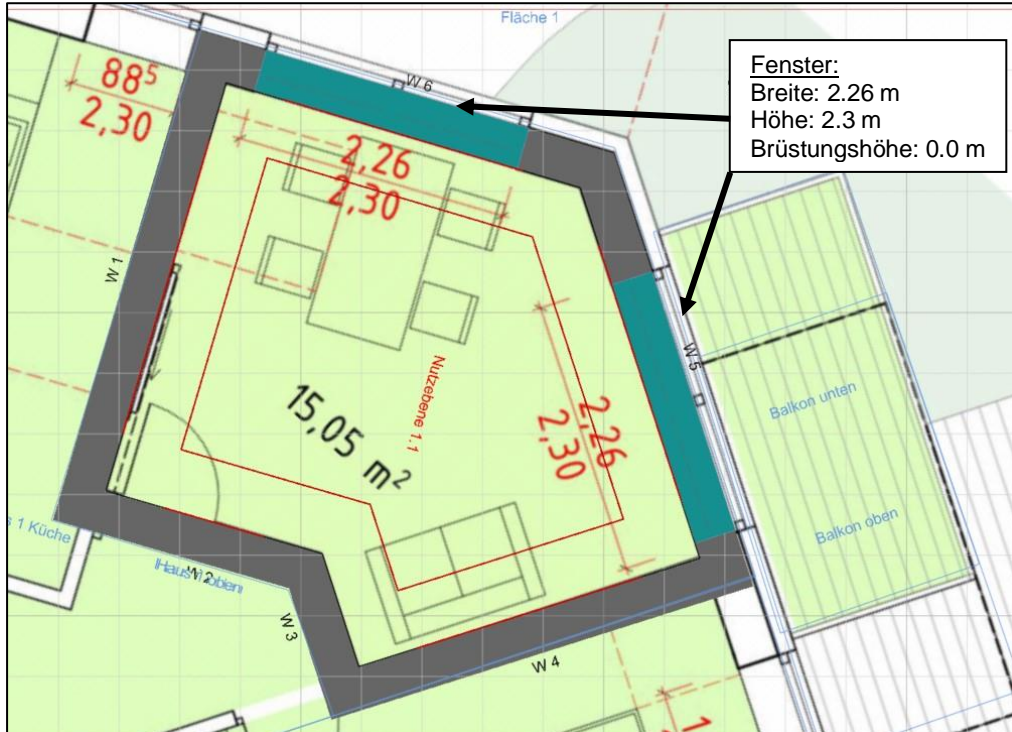 Fläche 1
Fenster:
Breite: 2.26 m
Höhe: 2.3 m
Brüstungshöhe: 0.0 m
88⁵
2,30
W 6
2,26
2,30
W 1
Nutzebene 1.1
15,05 m²
2,26
2,30
W 5
Balkon unten
Balkon oben
s 1 Küche
W 2
W 3
W 4
1